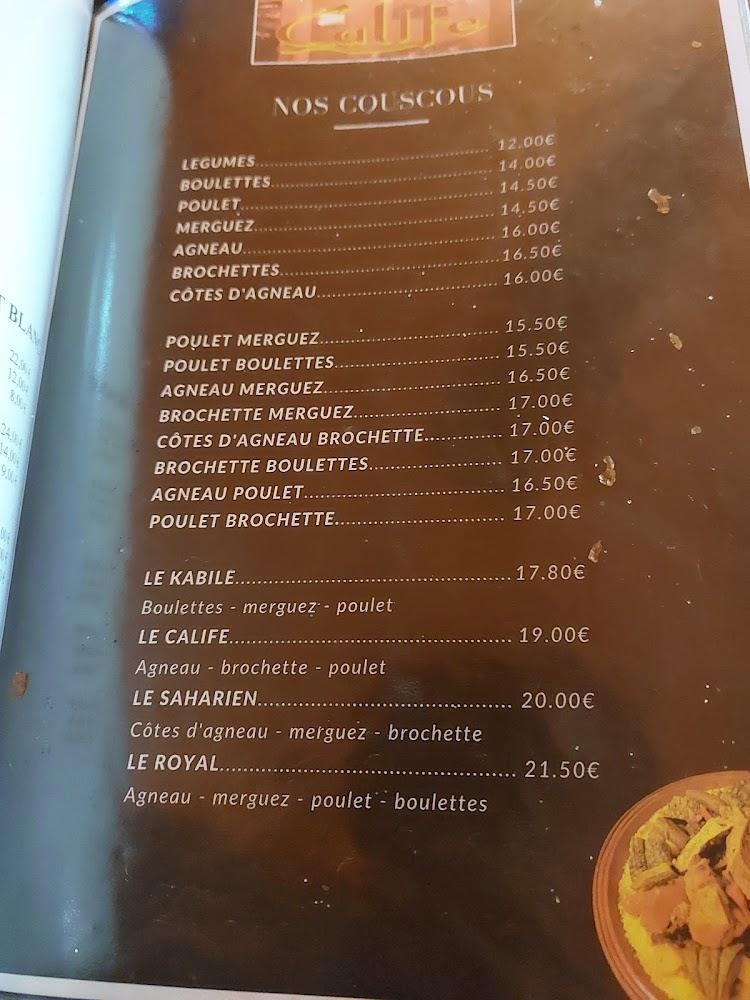 Calife
NOS COUSCOUS
LEGUMES 12.00€
BOULETTES 14.00€
POULET 14.50€
MERGUEZ 14.50€
AGNEAU 16.00€
BROCHETTES 16.50€
CÔTES D'AGNEAU 16.00€
POULET MERGUEZ 15.50€
POULET BOULETTES 15.50€
AGNEAU MERGUEZ 16.50€
BROCHETTE MERGUEZ 17.00€
CÔTES D'AGNEAU BROCHETTE 17.00€
BROCHETTE BOULETTES 17.00€
AGNEAU POULET 16.50€
POULET BROCHETTE 17.00€
LE KABILE 17.80€
Boulettes - merguez - poulet
LE CALIFE 19.00€
Agneau - brochette - poulet
LE SAHARIEN 20.00€
Côtes d'agneau - merguez - brochette
LE ROYAL 21.50€
Agneau - merguez - poulet - boulettes